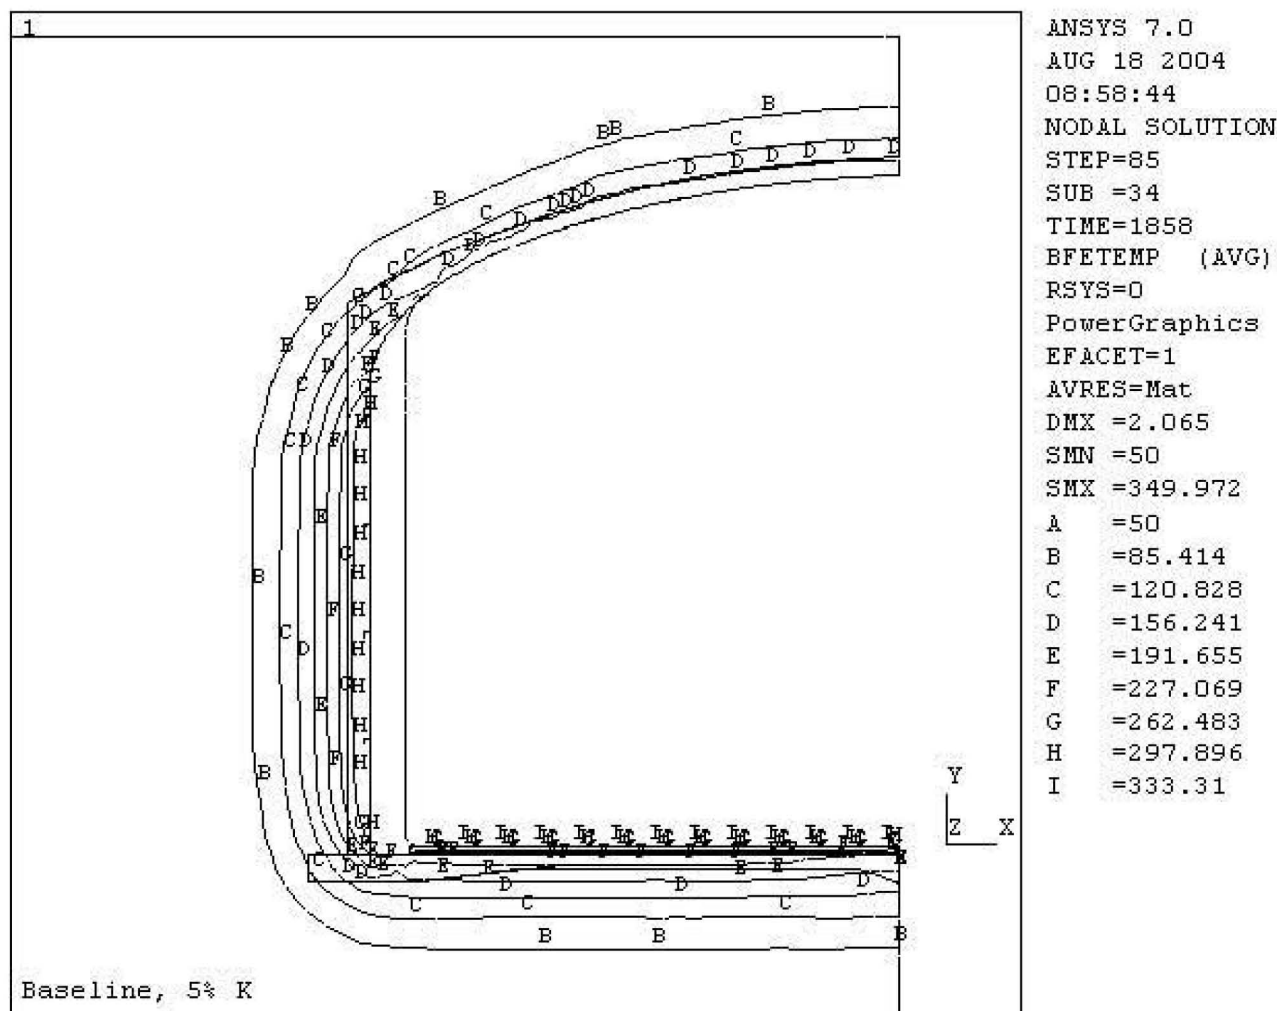 1
ANSYS 7.0
AUG 18 2004
08:58:44
NODAL SOLUTION
STEP=85
SUB =34
TIME=1858
BFETEMP (AVG)
RSYS=0
PowerGraphics
EFACET=1
AVRES=Mat
DMX =2.065
SMN =50
SMX =349.972
A =50
B =85.414
C =120.828
D =156.241
E =191.655
F =227.069
G =262.483
H =297.896
I =333.31
Y
Z X
Baseline, 5% K